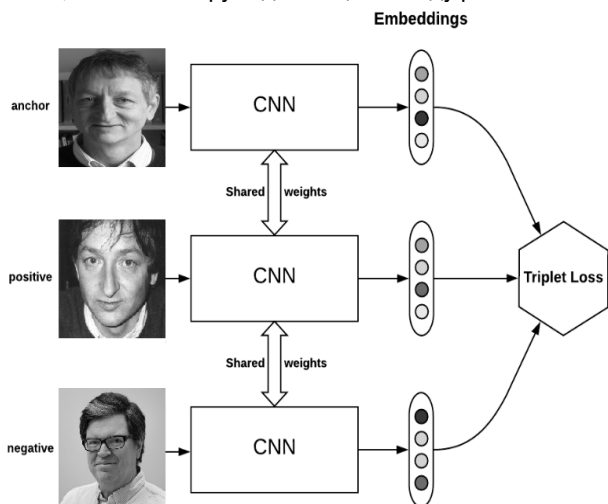 Embeddings
anchor
CNN
Shared weights
positive
CNN
Triplet Loss
Shared weights
negative
CNN